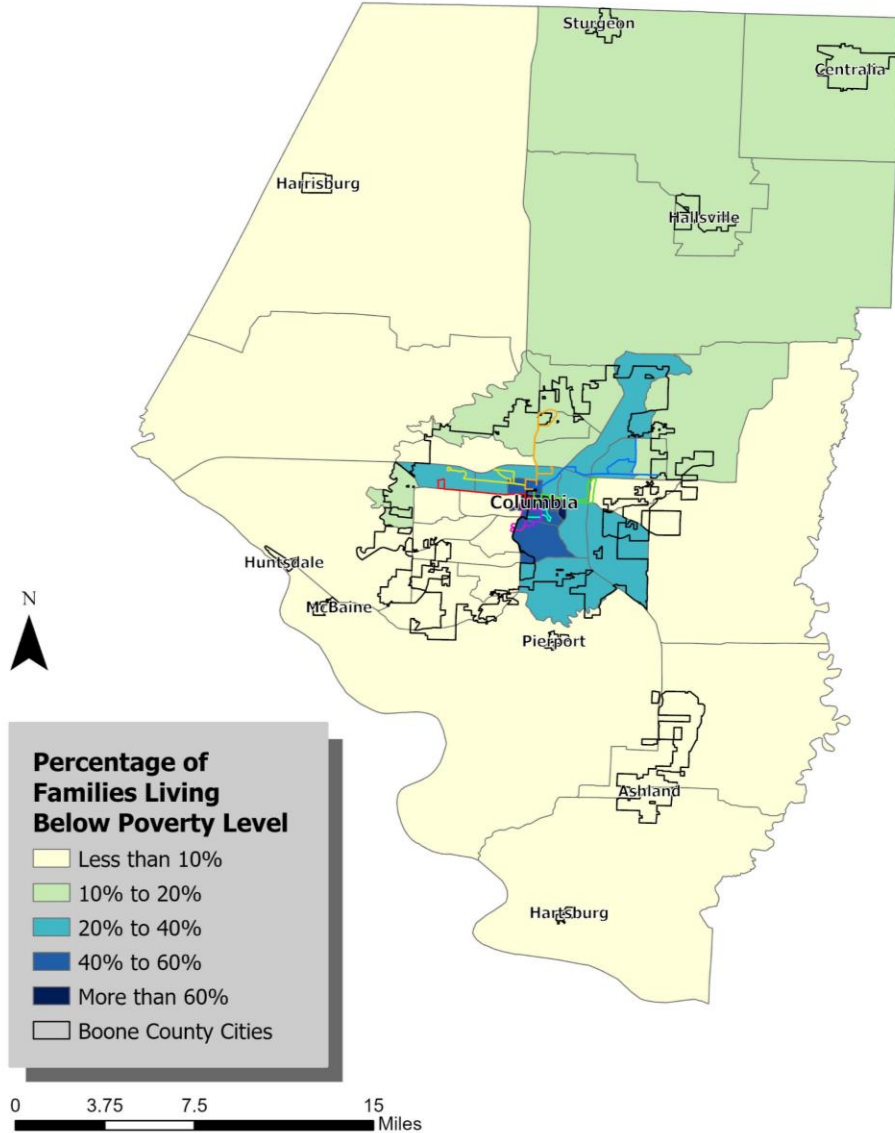 Sturgeon
Centralia
Harrisburg
Hallsville
Columbia
Huntsdale
McBaine
N
Pierport
Percentage of
Families Living
Below Poverty Level
Less than 10%
10% to 20%
20% to 40%
40% to 60%
More than 60%
Boone County Cities
Ashland
Hartsburg
0 3.75 7.5 15
Miles